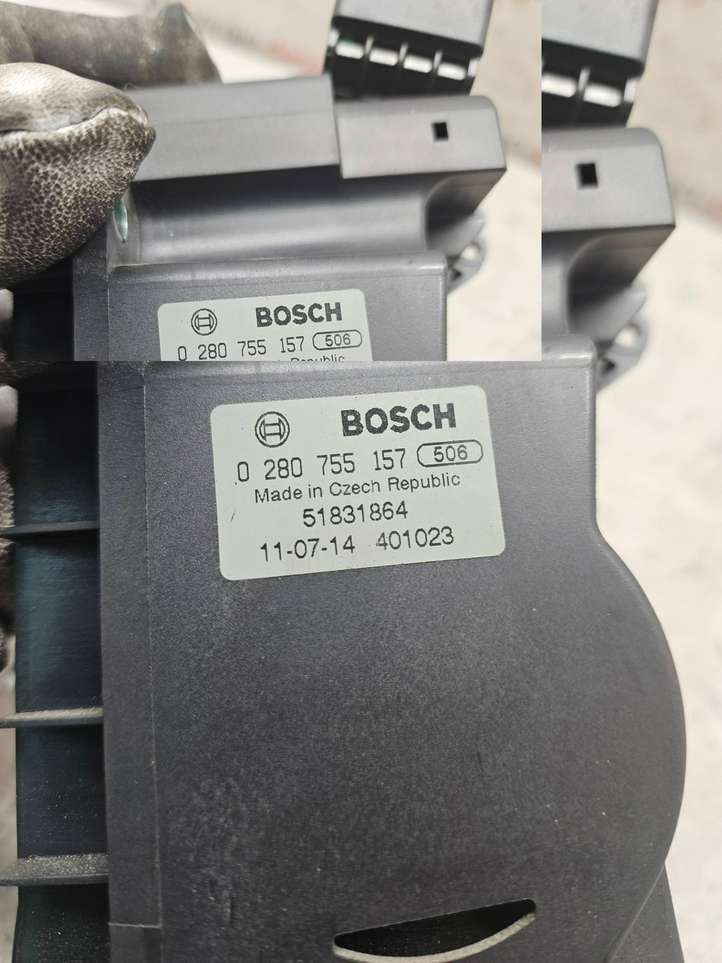 BOSCH
0 280 755 157 506
Republic
BOSCH
0 280 755 157 506
Made in Czech Republic
51831864
11-07-14 401023